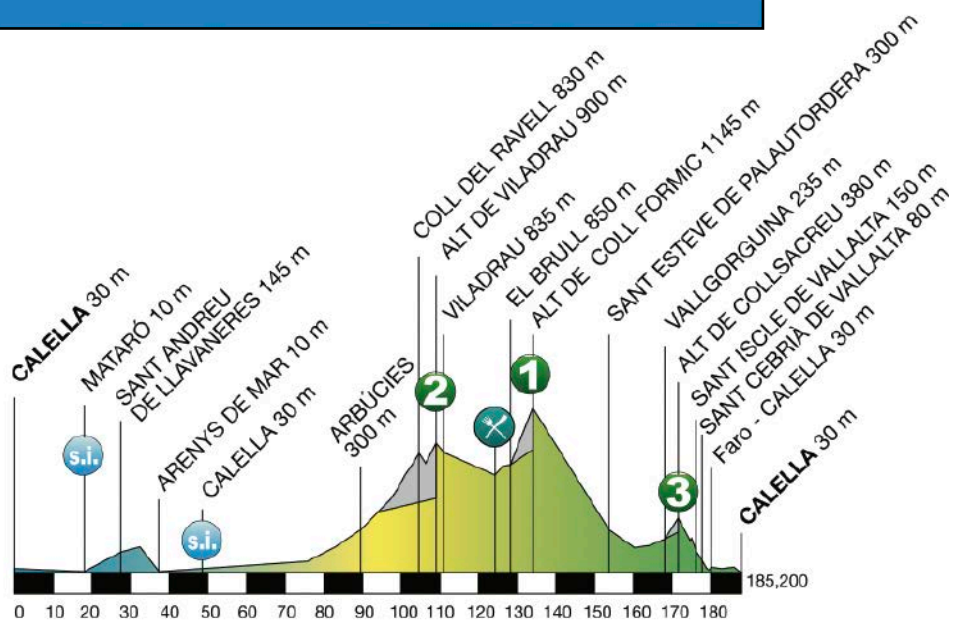 CALELLA 30 m
MATARÓ 10 m
SANT ANDREU
DE LLAVANERES 145 m
ARENYS DE MAR 10 m
CALELLA 30 m
ARBÚCIES
300 m
COLL DEL RAVELL 830 m
ALT DE VILADRAU 900 m
VILADRAU 835 m
EL BRULL 850 m
ALT DE COLL FORMIC 1145 m
SANT ESTEVE DE PALAUTORDERA 300 m
VALLGORGUINA 235 m
ALT DE COLLSACREU 380 m
SANT ISCLE DE VALLALTA 150 m
SANT CEBRIÀ DE VALLALTA 80 m
Faro - CALELLA 30 m
CALELLA 30 m
s.i.
s.i.
2
1
3
185,200
0 10 20 30 40 50 60 70 80 90 100 110 120 130 140 150 160 170 180